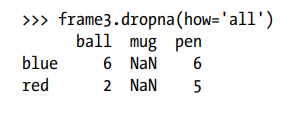 >>> frame3.dropna(how='all')
ball mug pen
blue 6 NaN 6
red 2 NaN 5